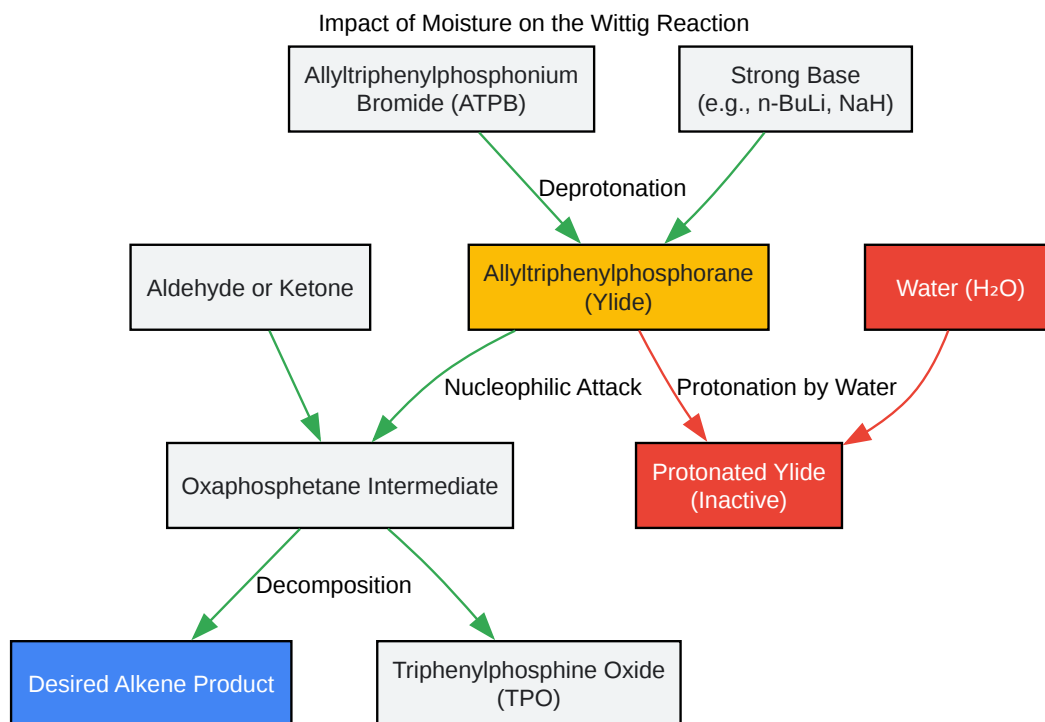 Impact of Moisture on the Wittig Reaction
Allyltriphenylphosphonium
Bromide (ATPB)
Strong Base
(e.g., n-BuLi, NaH)
Deprotonation
Aldehyde or Ketone
Allyltriphenylphosphorane
(Ylide)
Water (H₂O)
Nucleophilic Attack
Protonation by Water
Oxaphosphetane Intermediate
Protonated Ylide
(Inactive)
Decomposition
Desired Alkene Product
Triphenylphosphine Oxide
(TPO)